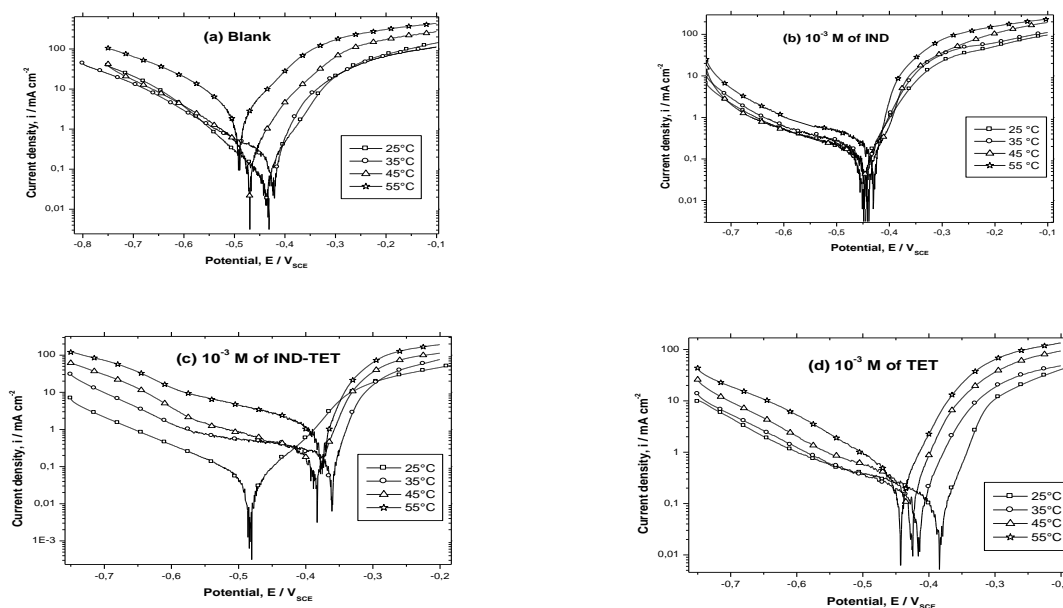 (a) Blank
100
10
1
0,1
0,01
Current density, i / mA cm-2
25°C
35°C
45°C
55°C
-0,8 -0,7 -0,6 -0,5 -0,4 -0,3 -0,2 -0,1
Potential, E / VSCE
(b) 10-3 M of IND
100
10
1
0,1
0,01
Current density, i / mA cm-2
25 °C
35 °C
45 °C
55 °C
-0,7 -0,6 -0,5 -0,4 -0,3 -0,2 -0,1
Potential, E / VSCE
(c) 10-3 M of IND-TET
100
10
1
0,1
0,01
1E-3
Current density, i / mA cm-2
25°C
35°C
45°C
55°C
-0,7 -0,6 -0,5 -0,4 -0,3 -0,2
Potential, E / VSCE
(d) 10-3 M of TET
100
10
1
0,1
0,01
Current density, i / mA cm-2
25°C
35°C
45°C
55°C
-0,7 -0,6 -0,5 -0,4 -0,3 -0,2
Potential, E / VSCE